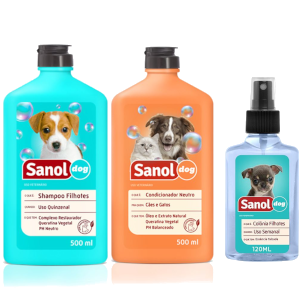 Sanol dog
Shampoo Filhotes
Uso Quinzenal
Complexo Restaurador
Queratina Vegetal
PH Neutro
500 ml
Sanol dog
Condicionador Neutro
Cães e Gatos
Óleo e Extrato Natural
Queratina Vegetal
PH Balanceado
500 ml
Sanol dog
Colônia Filhotes
Uso Semanal
120ML